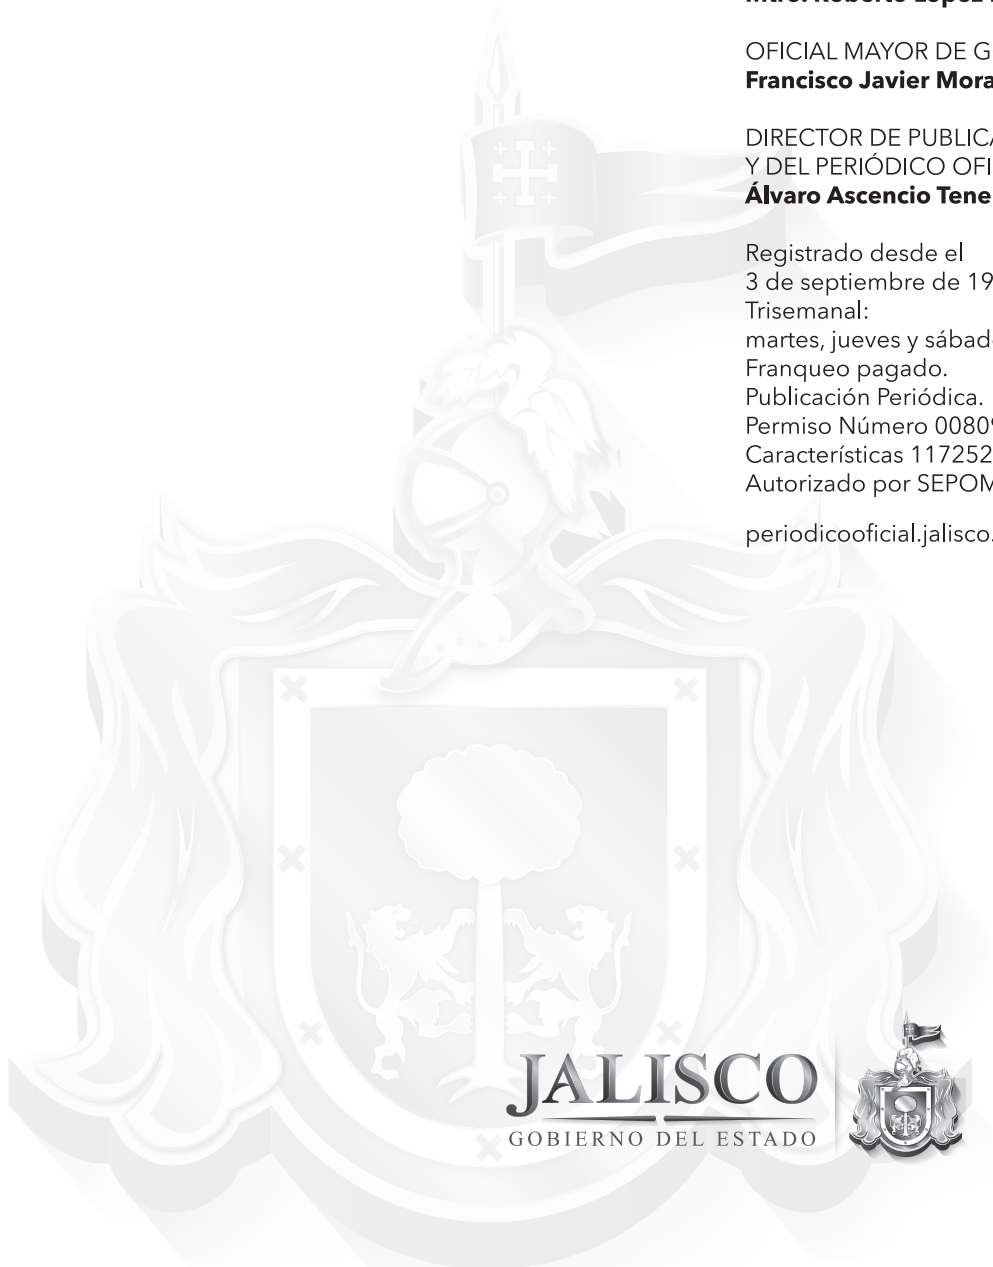 OFICIAL MAYOR DE G
Francisco Javier Mora
DIRECTOR DE PUBLICA
Y DEL PERIÓDICO OFI
Álvaro Ascencio Tene
Registrado desde el
3 de septiembre de 19
Trisemanal:
martes, jueves y sábad
Franqueo pagado.
Publicación Periódica.
Permiso Número 0080
Características 117252
Autorizado por SEPOM
periodicooficial.jalisco.
JALISCO
GOBIERNO DEL ESTADO